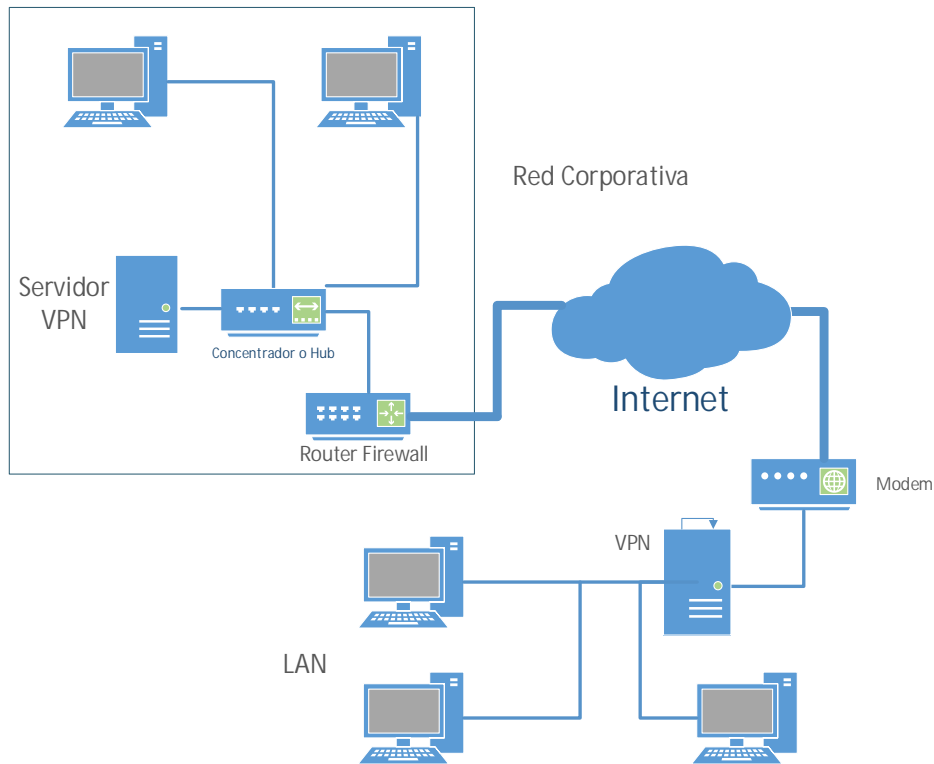 Red Corporativa
Servidor
VPN
Concentrador o Hub
Router Firewall
Internet
Modem
VPN
LAN